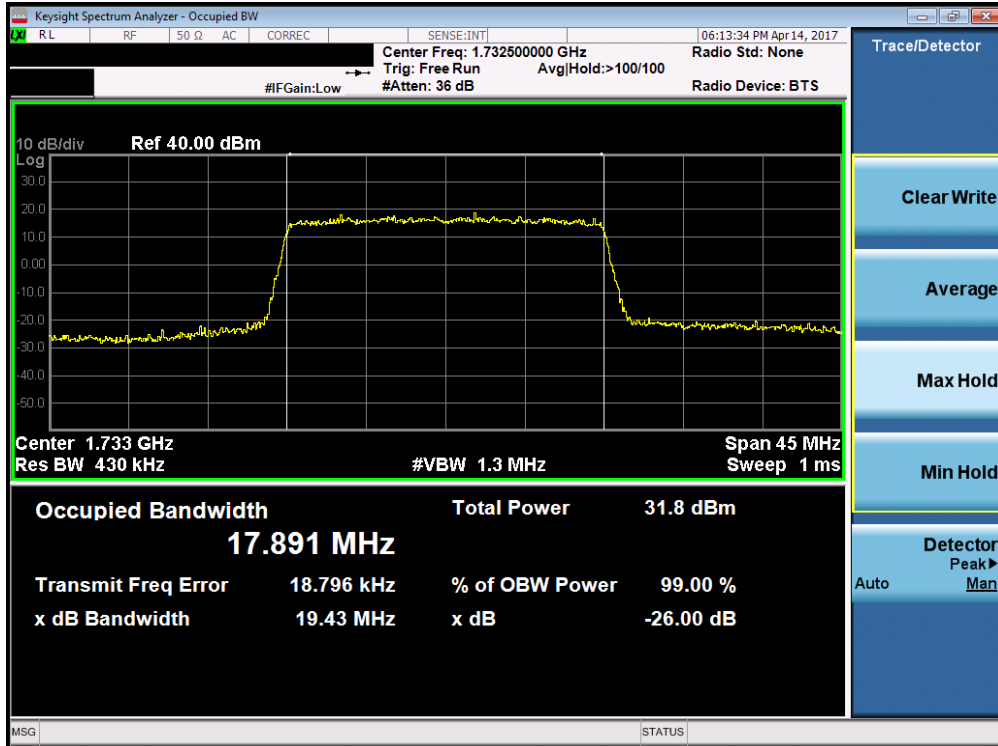 Keysight Spectrum Analyzer - Occupied BW
LXI RL RF 50 Ω AC CORREC SENSE:INT 06:13:34 PM Apr 14, 2017
Center Freq: 1.732500000 GHz Radio Std: None
Trig: Free Run Avg|Hold:>100/100
#IFGain:Low #Atten: 36 dB Radio Device: BTS
10 dB/div Ref 40.00 dBm
Log
30.0
20.0
10.0
0.00
-10.0
-20.0
-30.0
-40.0
-50.0
Center 1.733 GHz Span 45 MHz
Res BW 430 kHz #VBW 1.3 MHz Sweep 1 ms
Occupied Bandwidth Total Power 31.8 dBm
17.891 MHz
Transmit Freq Error 18.796 kHz % of OBW Power 99.00 %
x dB Bandwidth 19.43 MHz x dB -26.00 dB
MSG STATUS
Trace/Detector
Clear Write
Average
Max Hold
Min Hold
Detector
Peak▶
Auto Man